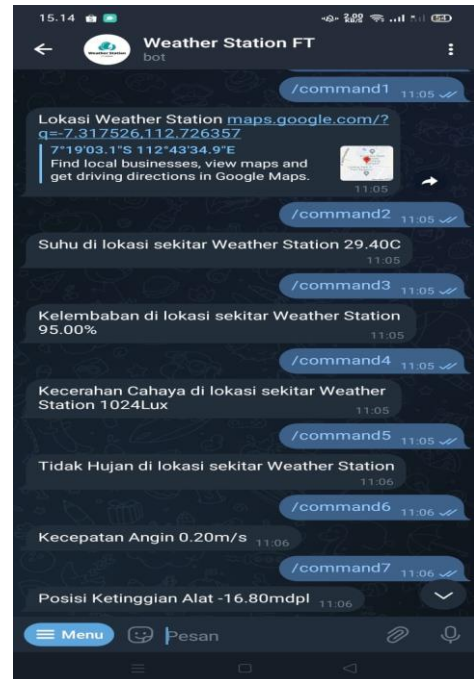 15.14
Weather Station FT
bot
/command1 11:05
Lokasi Weather Station maps.google.com/?
q=-7.317526,112.726357
7°19'03.1"S 112°43'34.9"E
Find local businesses, view maps and
get driving directions in Google Maps.
11:05
/command2 11:05
Suhu di lokasi sekitar Weather Station 29.40C
11:05
/command3 11:05
Kelembaban di lokasi sekitar Weather Station
95.00%
11:05
/command4 11:05
Kecerahan Cahaya di lokasi sekitar Weather
Station 1024Lux
11:05
/command5 11:05
Tidak Hujan di lokasi sekitar Weather Station
11:06
/command6 11:06
Kecepatan Angin 0.20m/s 11:06
/command7 11:06
Posisi Ketinggian Alat -16.80mdpl 11:06
Menu
Pesan